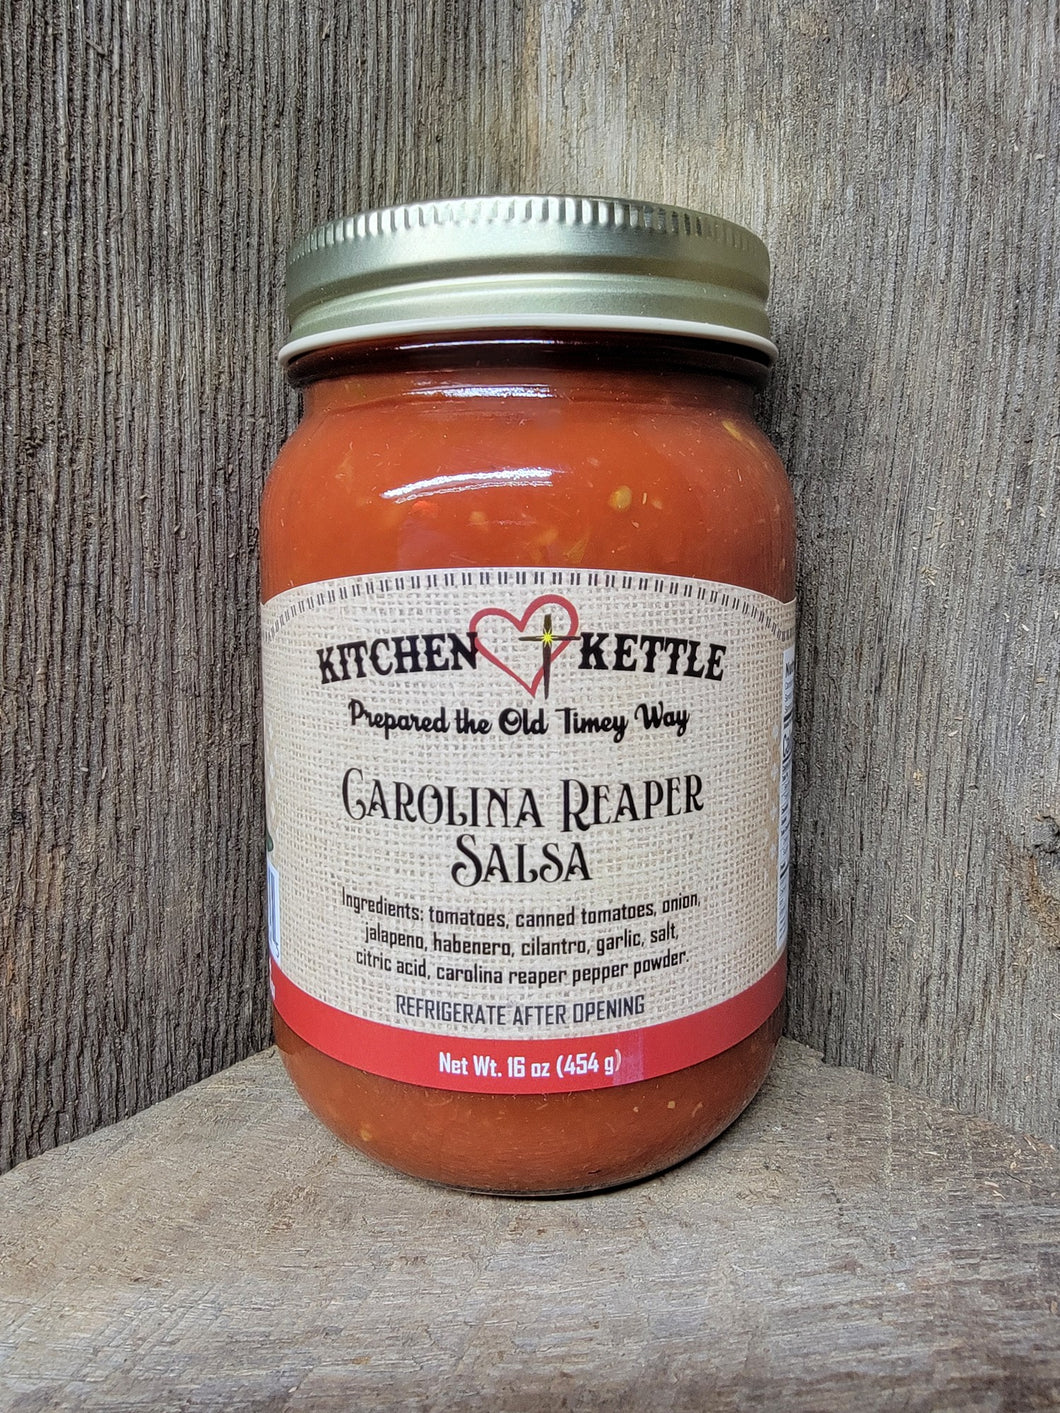 KITCHEN KETTLE
Prepared the Old Timey Way
CAROLINA REAPER
SALSA
Ingredients: tomatoes, canned tomatoes, onion,
jalapeno, habenero, cilantro, garlic, salt,
citric acid, carolina reaper pepper powder.
REFRIGERATE AFTER OPENING
Net Wt. 16 oz (454 g)